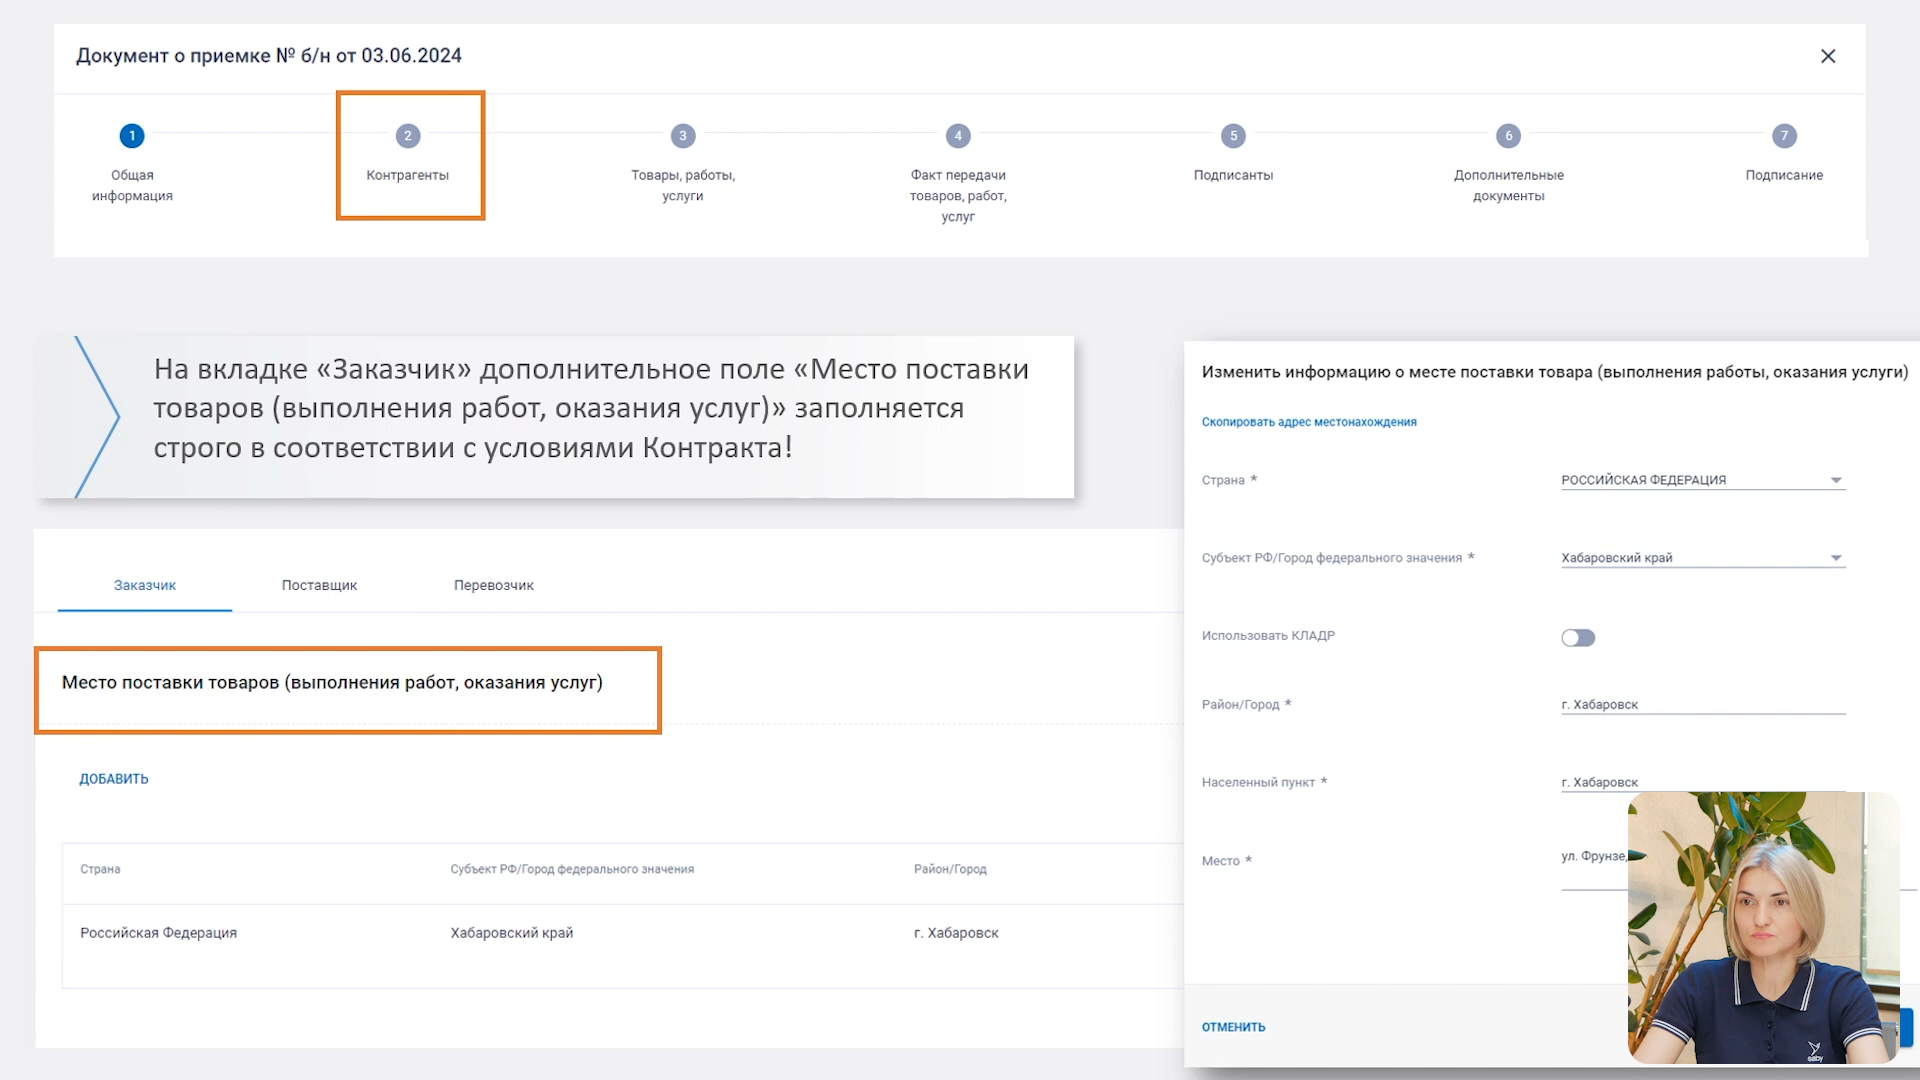 Документ о приемке № б/н от 03.06.2024
1
2
3
4
5
6
7
Общая
информация
Контрагенты
Товары, работы,
услуги
Факт передачи
товаров, работ,
услуг
Подписанты
Дополнительные
документы
Подписание
На вкладке «Заказчик» дополнительное поле «Место поставки
товаров (выполнения работ, оказания услуг)» заполняется
строго в соответствии с условиями Контракта!
Заказчик
Поставщик
Перевозчик
Место поставки товаров (выполнения работ, оказания услуг)
ДОБАВИТЬ
Страна
Субъект РФ/Город федерального значения
Район/Город
Российская Федерация
Хабаровский край
г. Хабаровск
Изменить информацию о месте поставки товара (выполнения работы, оказания услуги)
Скопировать адрес местонахождения
Страна *
РОССИЙСКАЯ ФЕДЕРАЦИЯ
Субъект РФ/Город федерального значения *
Хабаровский край
Использовать КЛАДР
Район/Город *
г. Хабаровск
Населенный пункт *
г. Хабаровск
Место *
ул. Фрунзе,
ОТМЕНИТЬ
saby